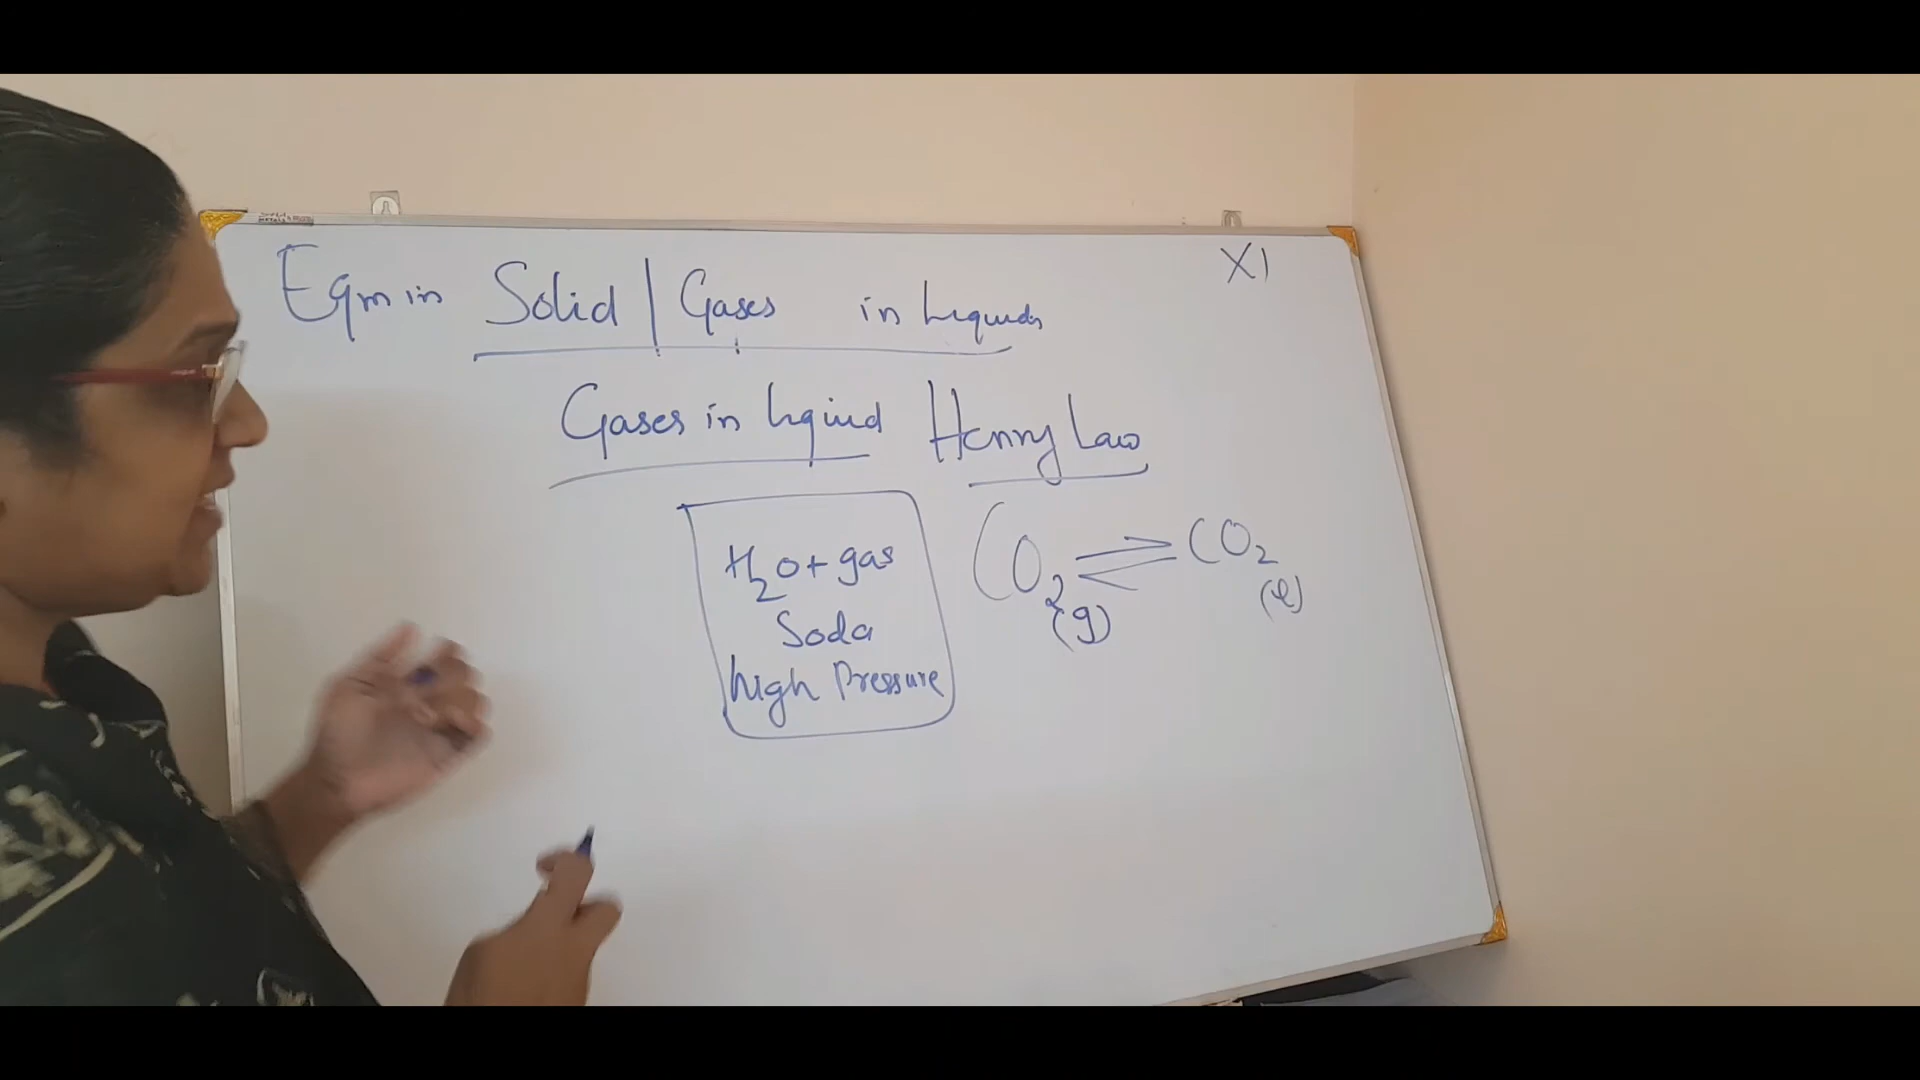 Eqm in Solid | Gases in Liquids
XI
Gases in liquid Henry Law
H2O + gas
Soda
high Pressure
CO2(g) ⇌ CO2(l)